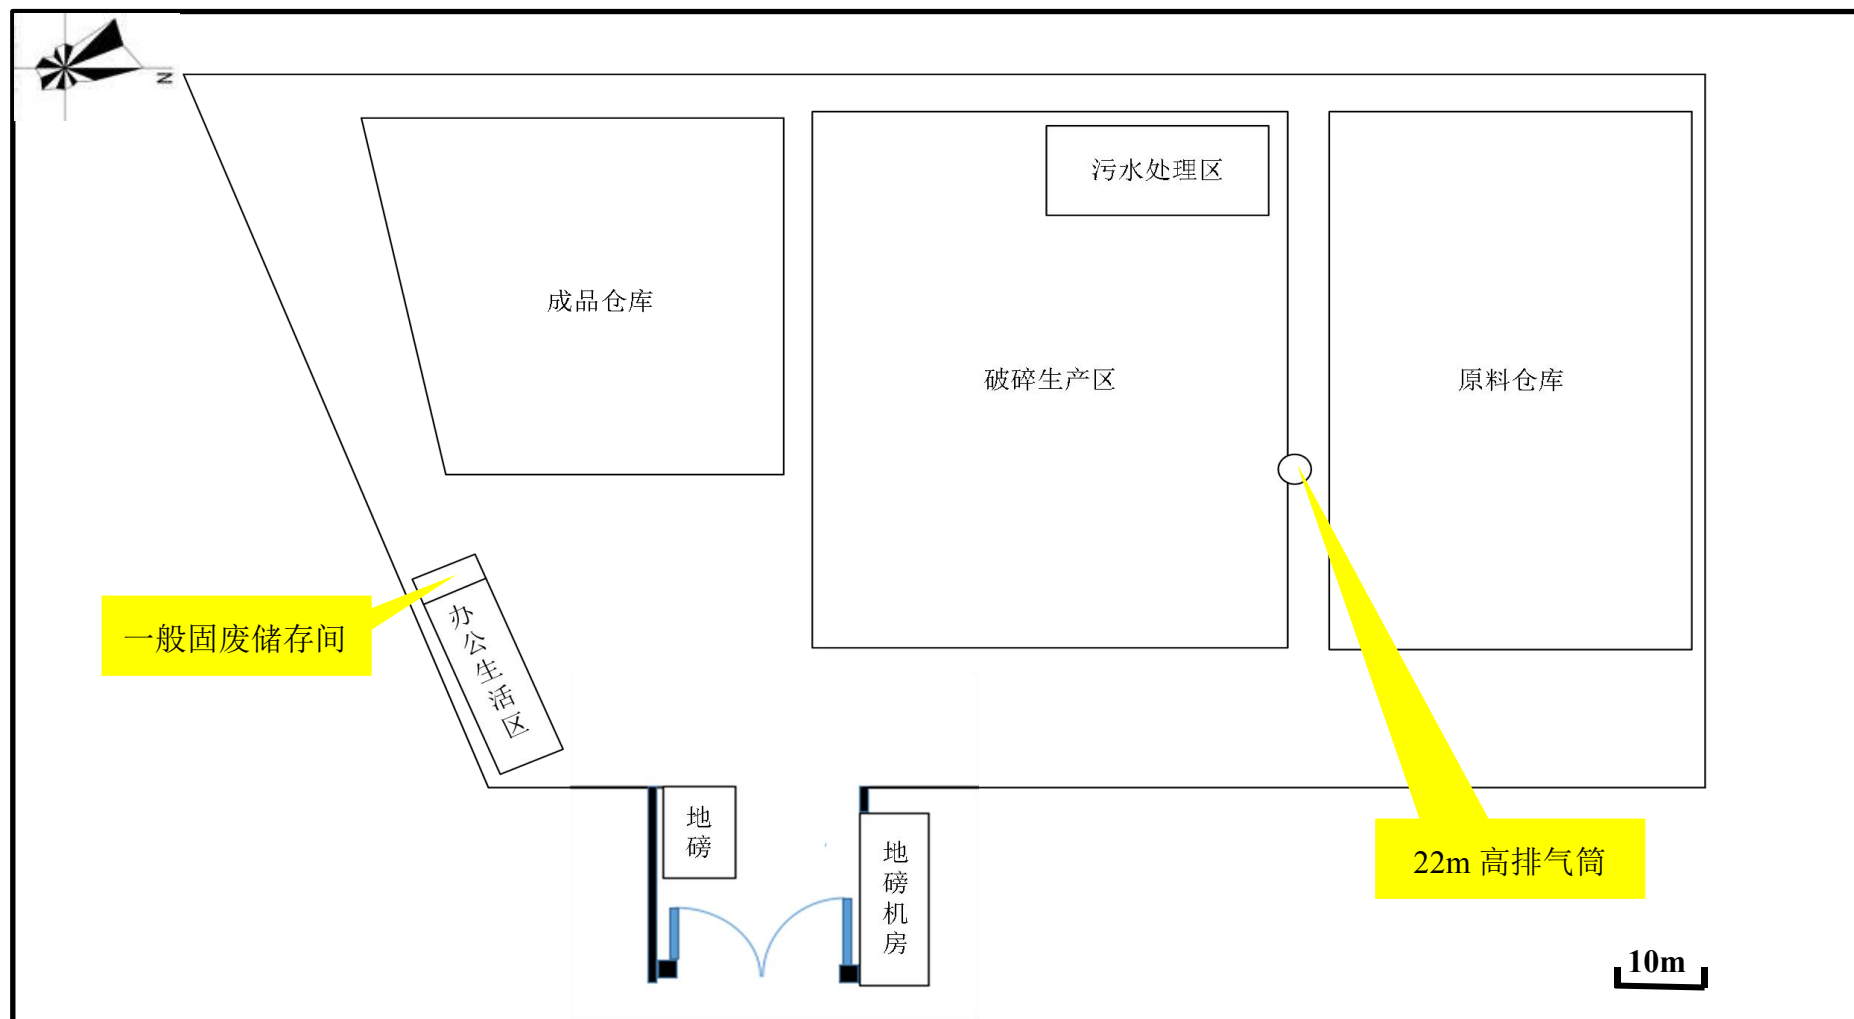 N
污水处理区
成品仓库
破碎生产区
原料仓库
一般固废储存间
办公生活区
地磅
地磅机房
22m 高排气筒
10m